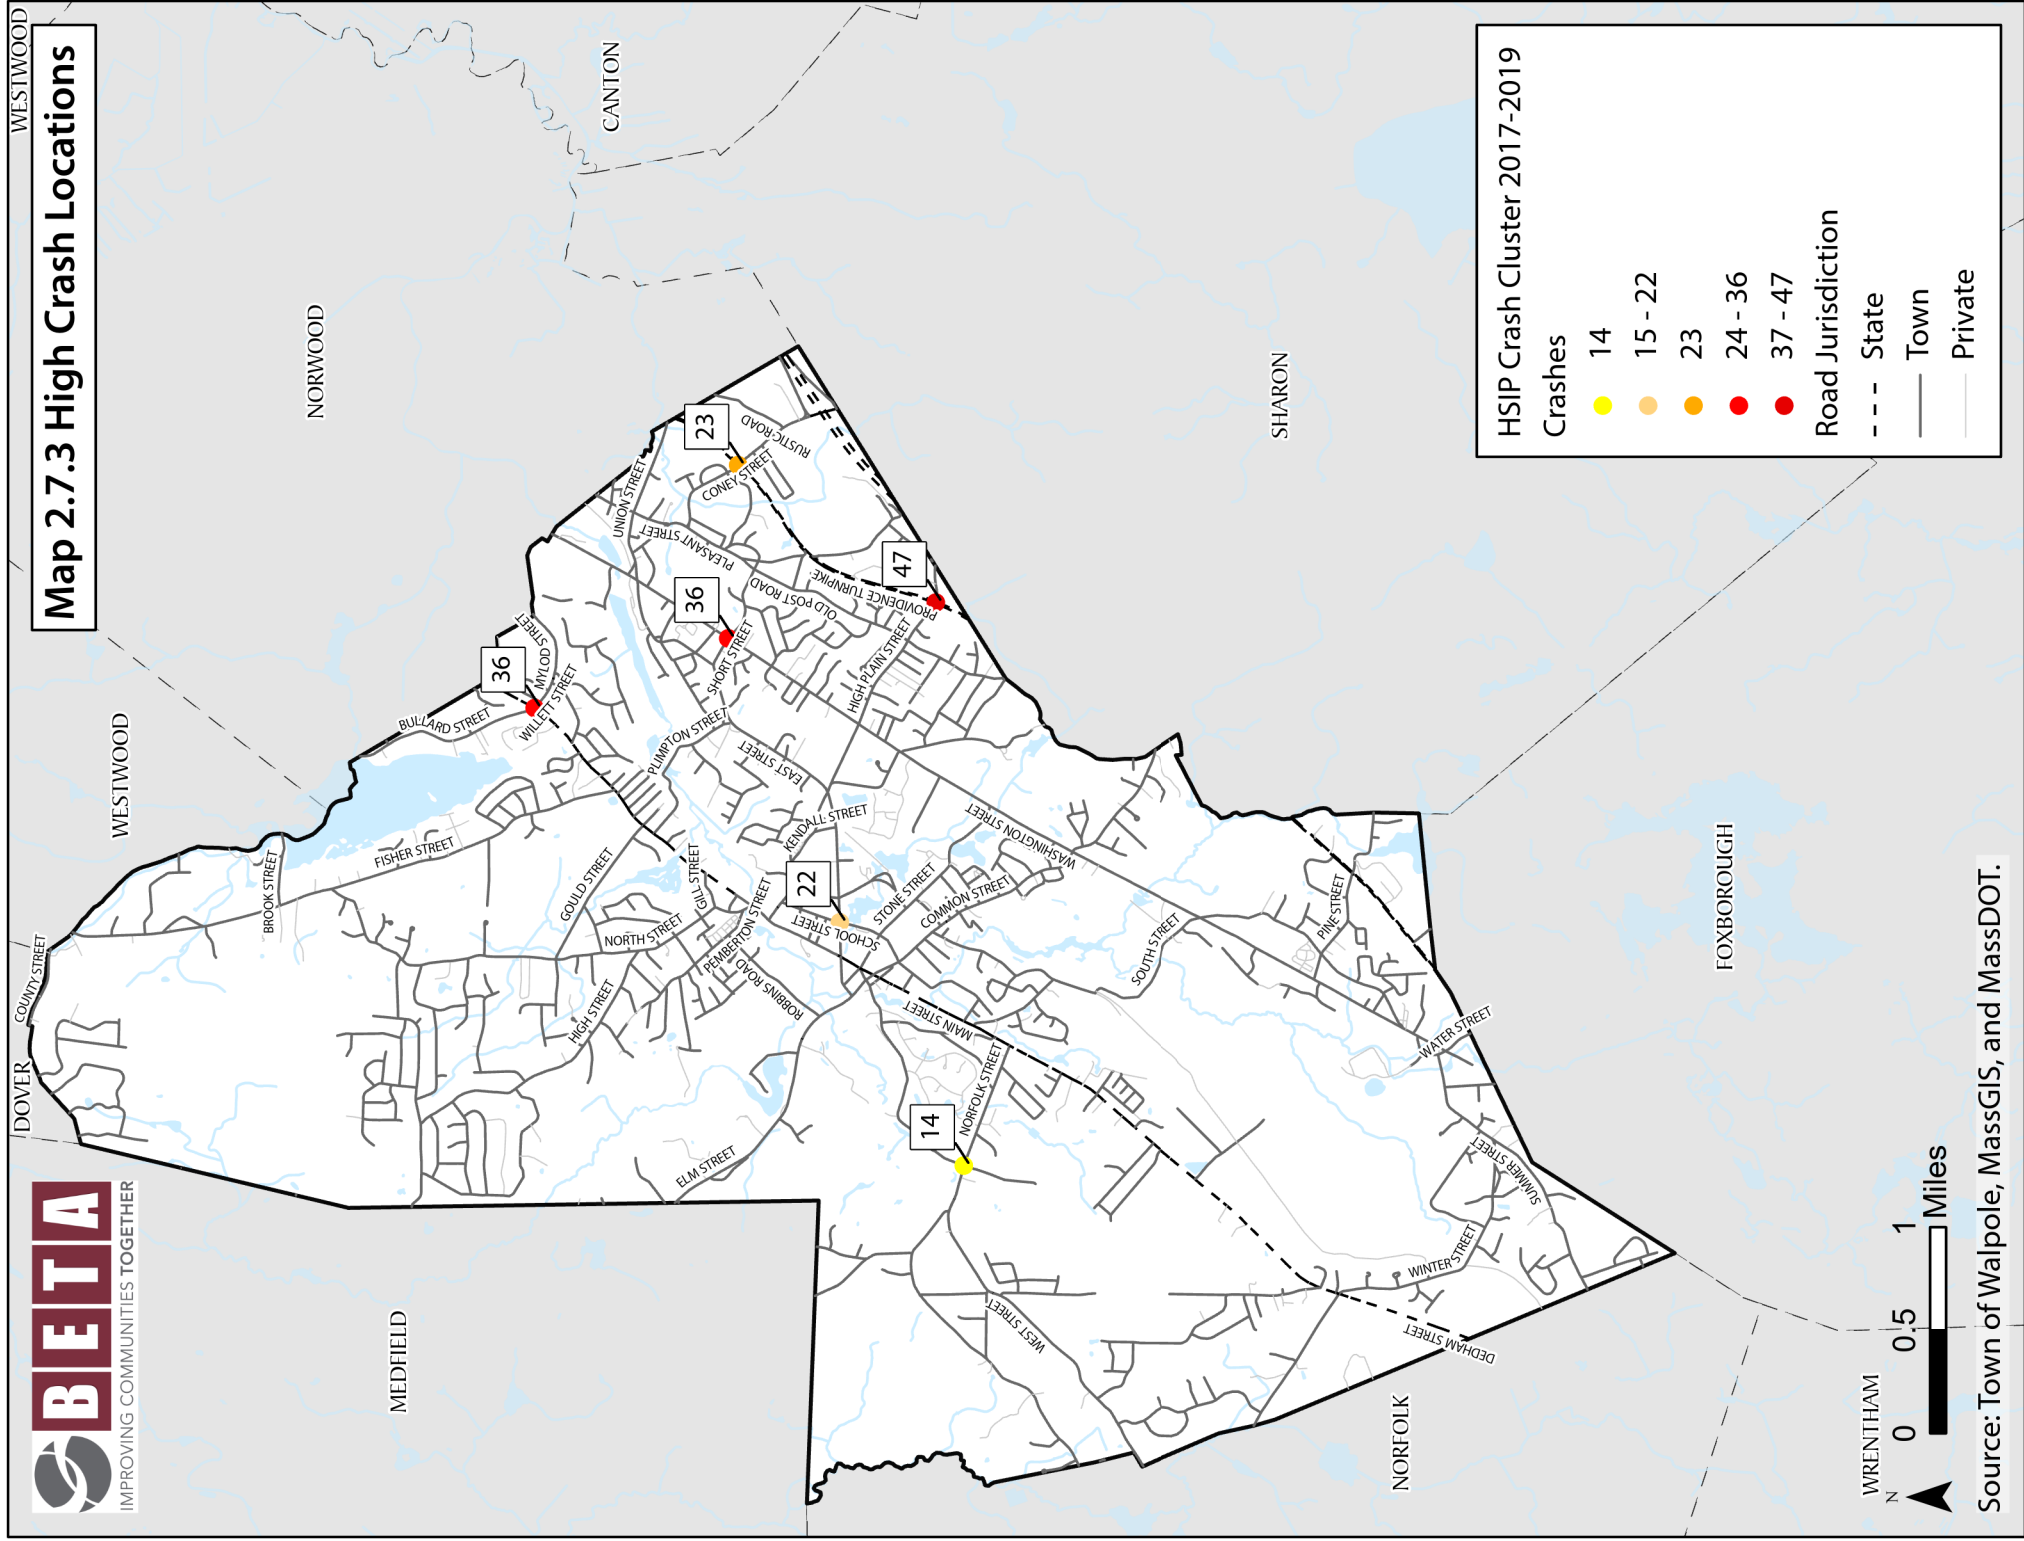 Map 2.7.3 High Crash Locations
BETA
IMPROVING COMMUNITIES TOGETHER
WESTWOOD
DOVER
WESTWOOD
NORWOOD
CANTON
MEDFIELD
SHARON
NORFOLK
FOXBOROUGH
WRENTHAM
COUNTY STREET
BROOK STREET
FISHER STREET
BULLARD STREET
MYLOD STREET
WILLETT STREET
UNION STREET
PLEASANT STREET
CONEY STREET
RUSTIC ROAD
OLD POST ROAD
PROVIDENCE TURNPIKE
SHORT STREET
HIGH PLAIN STREET
PLIMPTON STREET
EAST STREET
KENDALL STREET
GOULD STREET
GILL STREET
NORTH STREET
PEMBERTON STREET
ROBBINS ROAD
HIGH STREET
SCHOOL STREET
STONE STREET
COMMON STREET
WASHINGTON STREET
SOUTH STREET
PINE STREET
MAIN STREET
NORFOLK STREET
ELM STREET
WATER STREET
SUMMER STREET
WINTER STREET
WEST STREET
DEDHAM STREET
36
36
23
47
22
14
HSIP Crash Cluster 2017-2019
Crashes
14
15 - 22
23
24 - 36
37 - 47
Road Jurisdiction
State
Town
Private
N
0 0.5 1
Miles
Source: Town of Walpole, MassGIS, and MassDOT.